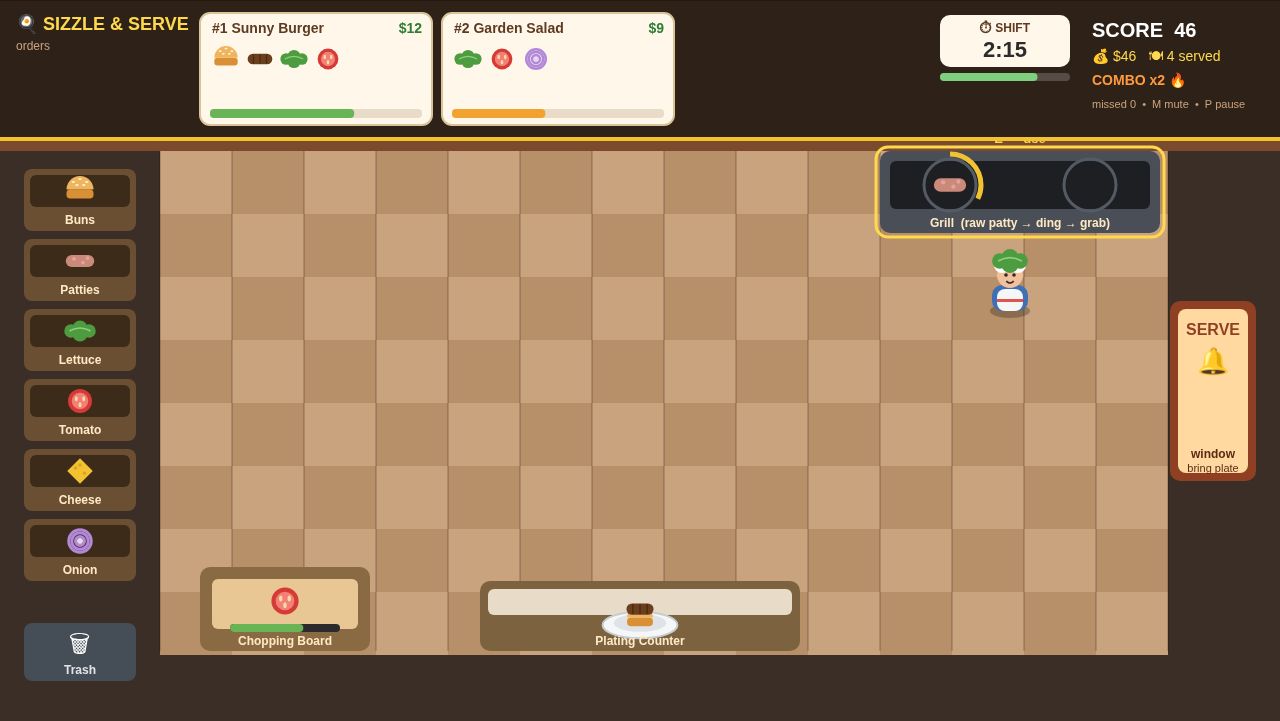 🍳 SIZZLE & SERVE
orders
#1 Sunny Burger $12
#2 Garden Salad $9
⏱ SHIFT
2:15
SCORE 46
💰 $46 🍽 4 served
COMBO x2 🔥
missed 0 • M mute • P pause
Grill (raw patty → ding → grab)
Buns
Patties
Lettuce
Tomato
Cheese
Onion
Trash
SERVE
window
bring plate
Chopping Board
Plating Counter